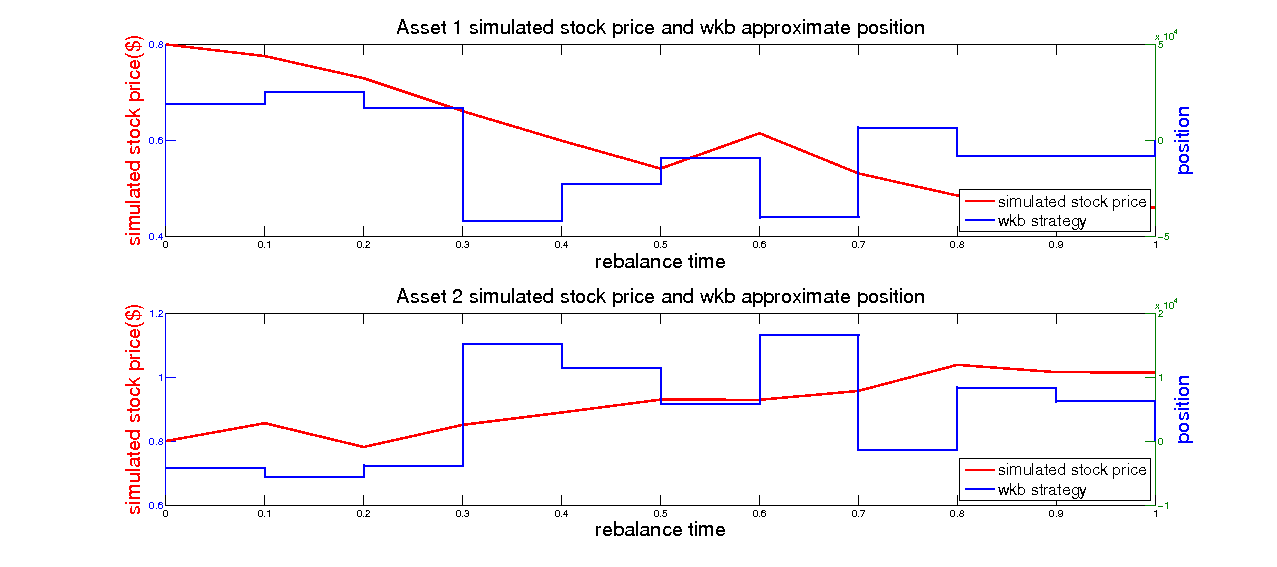 Asset 1 simulated stock price and wkb approximate position
x 10^4
simulated stock price($)
0.8
0.6
0.4
5
0
-5
position
simulated stock price
wkb strategy
0 0.1 0.2 0.3 0.4 0.5 0.6 0.7 0.8 0.9 1
rebalance time
Asset 2 simulated stock price and wkb approximate position
x 10^4
simulated stock price($)
1.2
1
0.8
0.6
2
1
0
-1
position
simulated stock price
wkb strategy
0 0.1 0.2 0.3 0.4 0.5 0.6 0.7 0.8 0.9 1
rebalance time